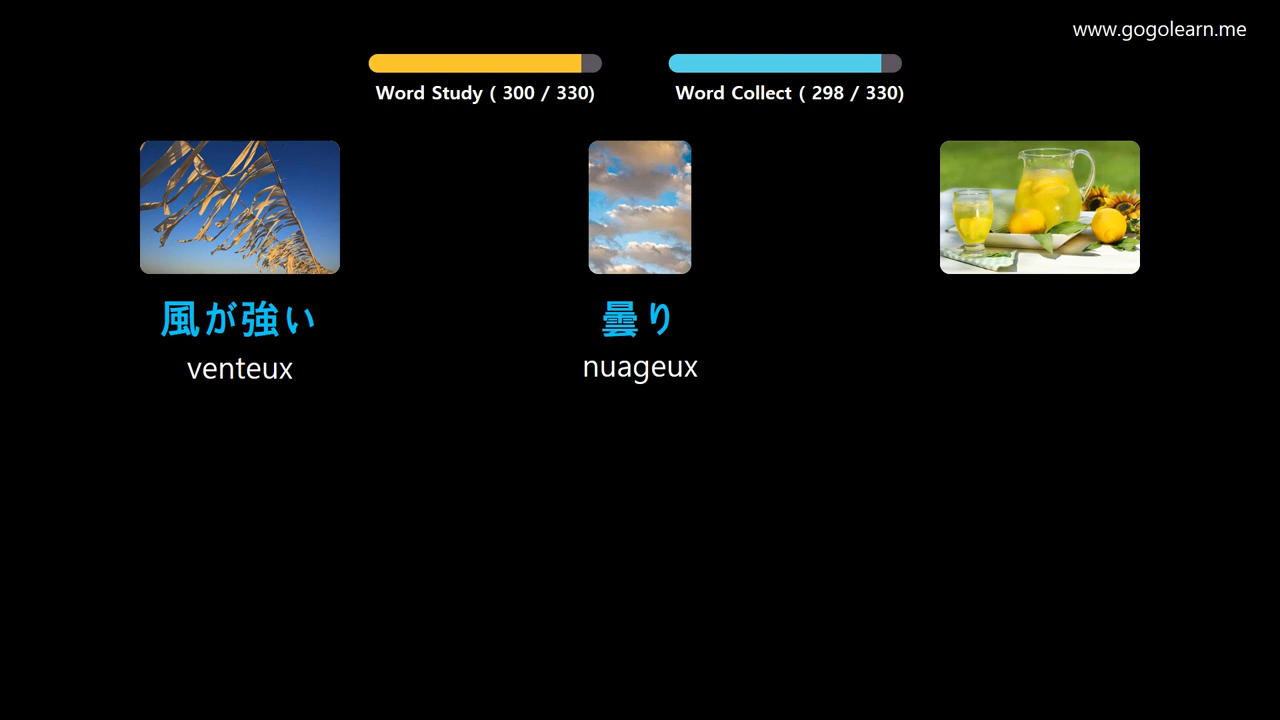 www.gogolearn.me
Word Study ( 300 / 330)
Word Collect ( 298 / 330)
風が強い
venteux
曇り
nuageux